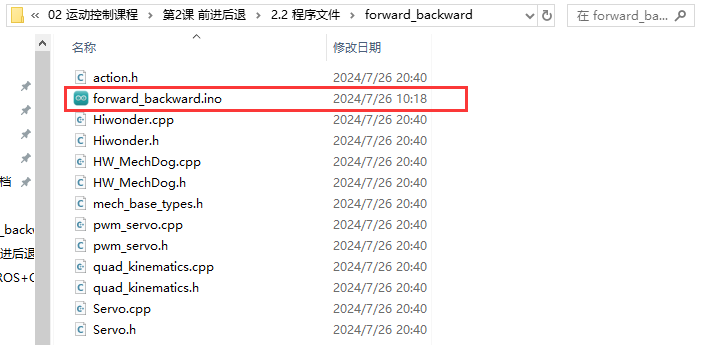 « 02 运动控制课程 › 第2课 前进后退 › 2.2 程序文件 › forward_backward
在 forward_ba...
名称 修改日期
action.h 2024/7/26 20:40
forward_backward.ino 2024/7/26 10:18
Hiwonder.cpp 2024/7/26 20:40
Hiwonder.h 2024/7/26 20:40
HW_MechDog.cpp 2024/7/26 20:40
档 HW_MechDog.h 2024/7/26 20:40
mech_base_types.h 2024/7/26 20:40
_backw pwm_servo.cpp 2024/7/26 20:40
进后退 pwm_servo.h 2024/7/26 20:40
ROS+C quad_kinematics.cpp 2024/7/26 20:40
quad_kinematics.h 2024/7/26 20:40
Servo.cpp 2024/7/26 20:40
Servo.h 2024/7/26 20:40